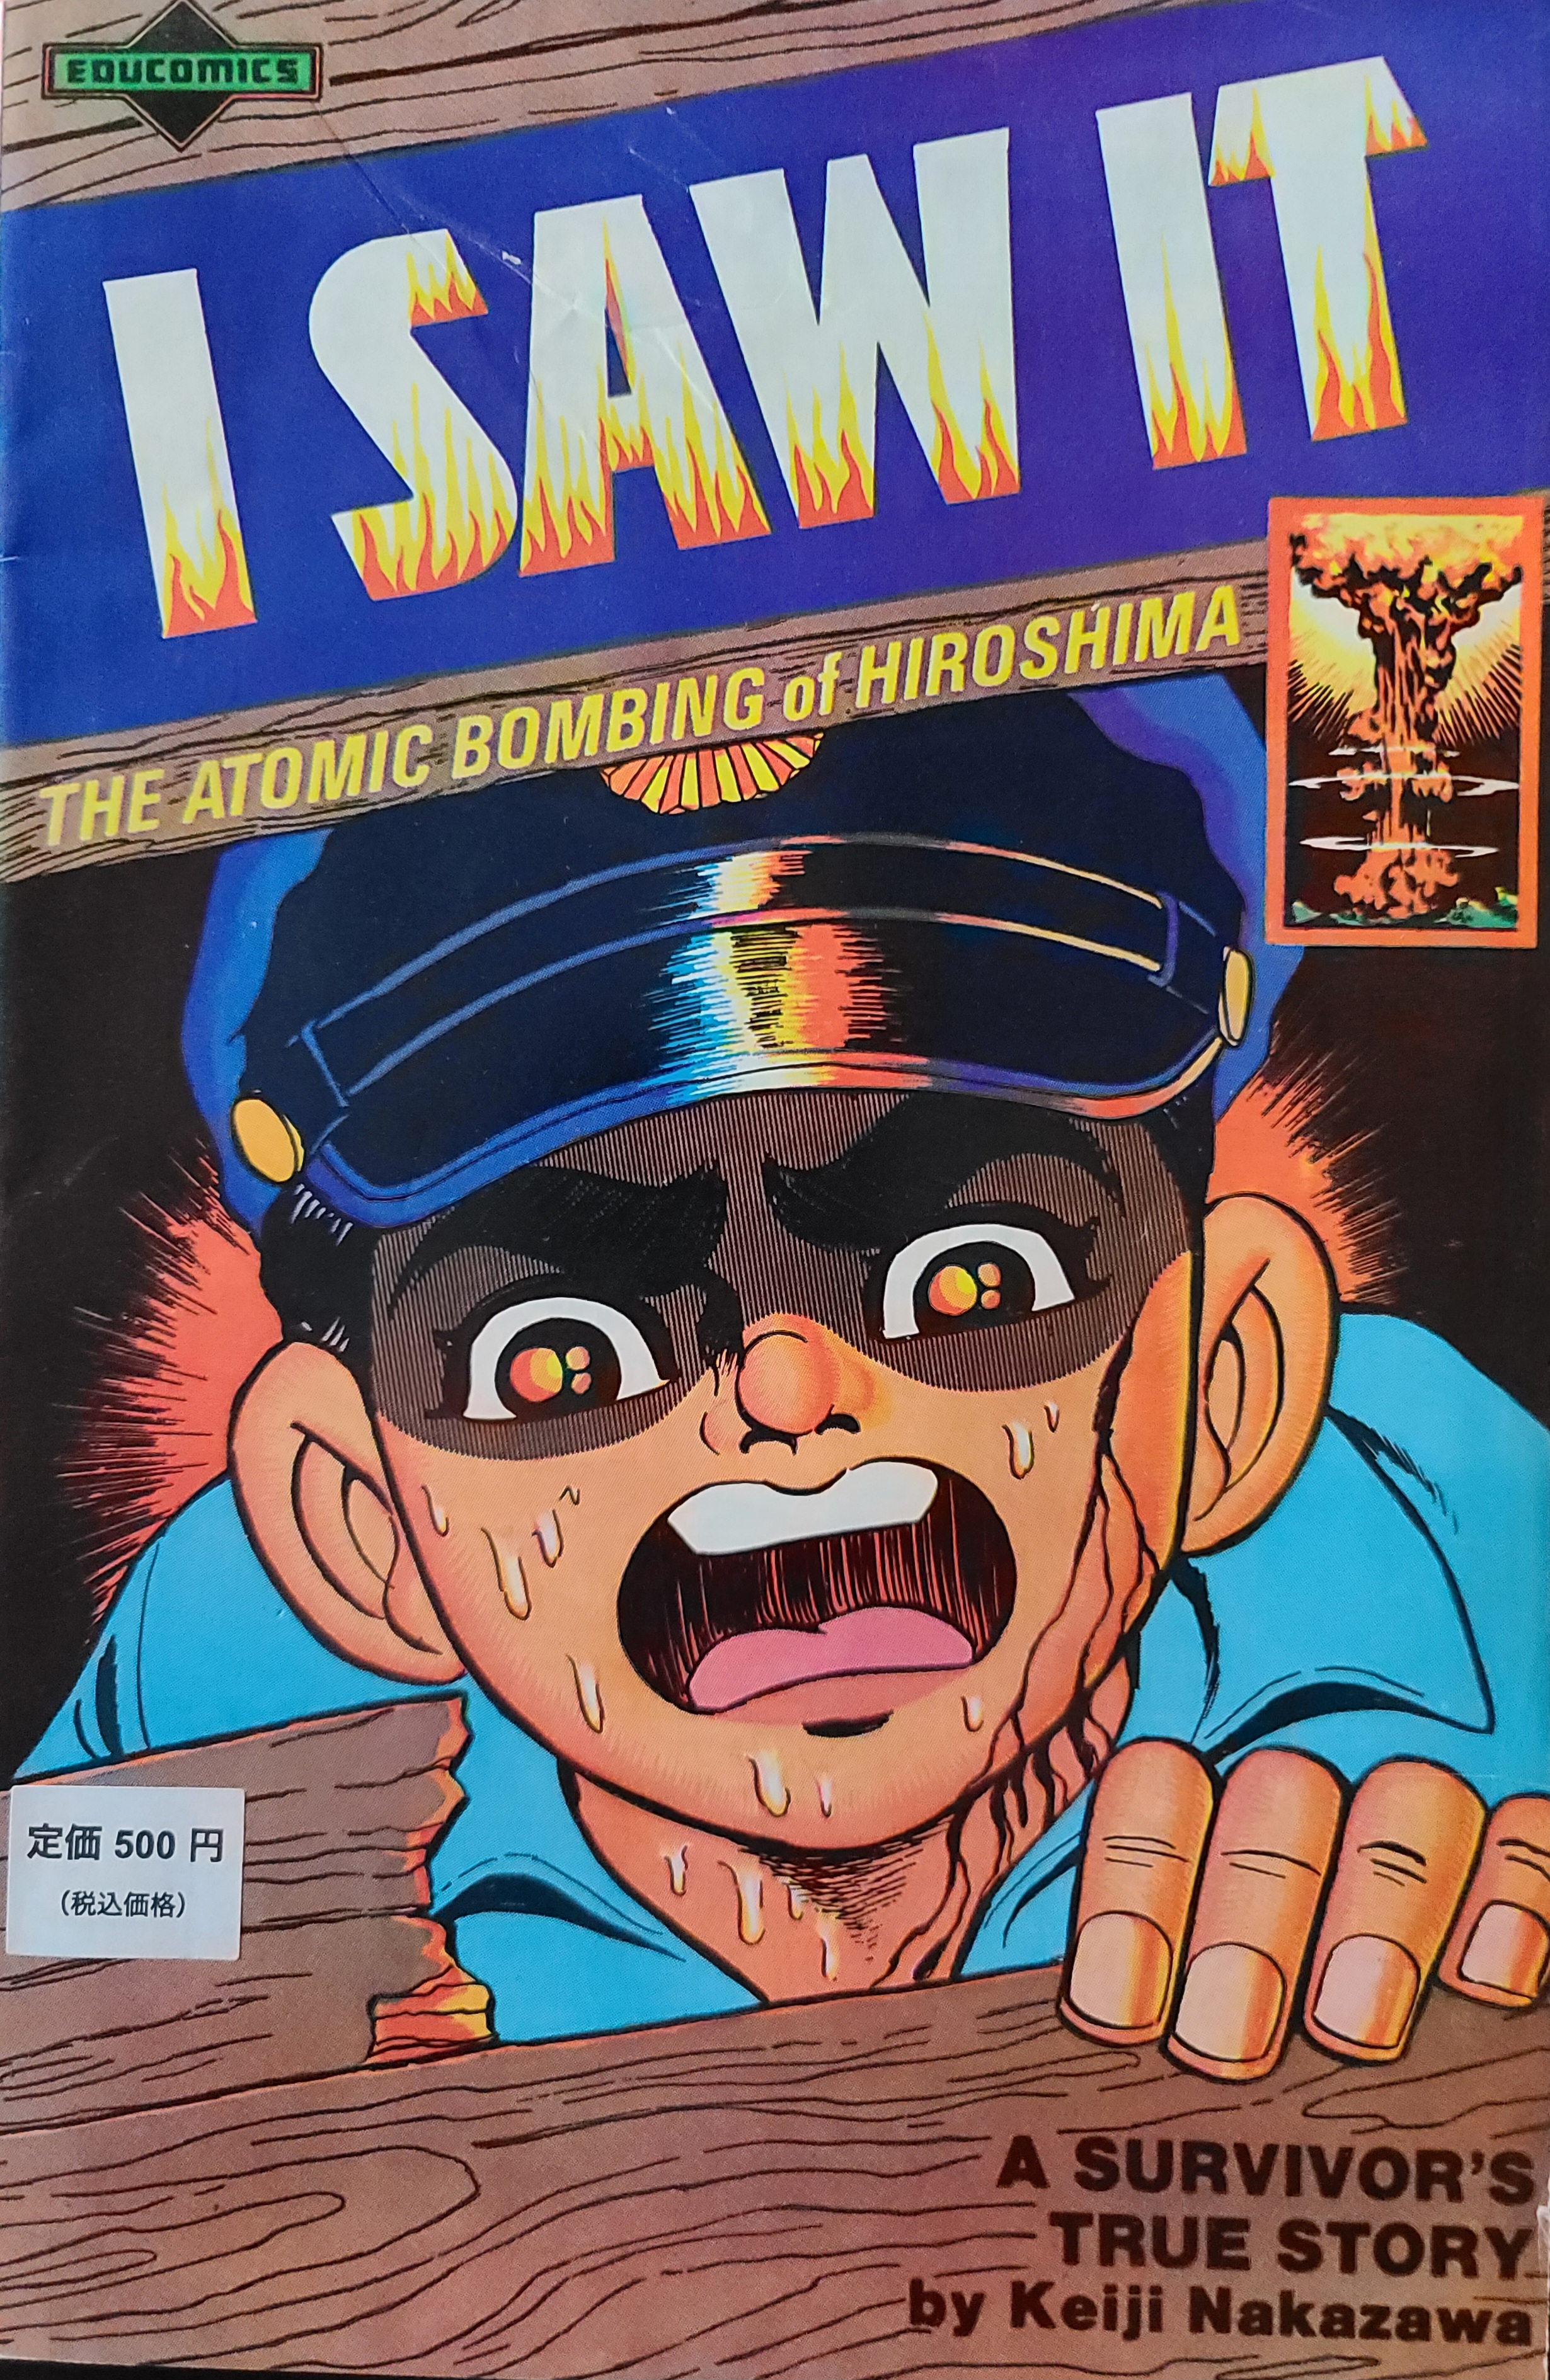 EDUCOMICS
I SAW IT
THE ATOMIC BOMBING of HIROSHIMA
定価 500 円
(税込価格)
A SURVIVOR'S
TRUE STORY
by Keiji Nakazawa